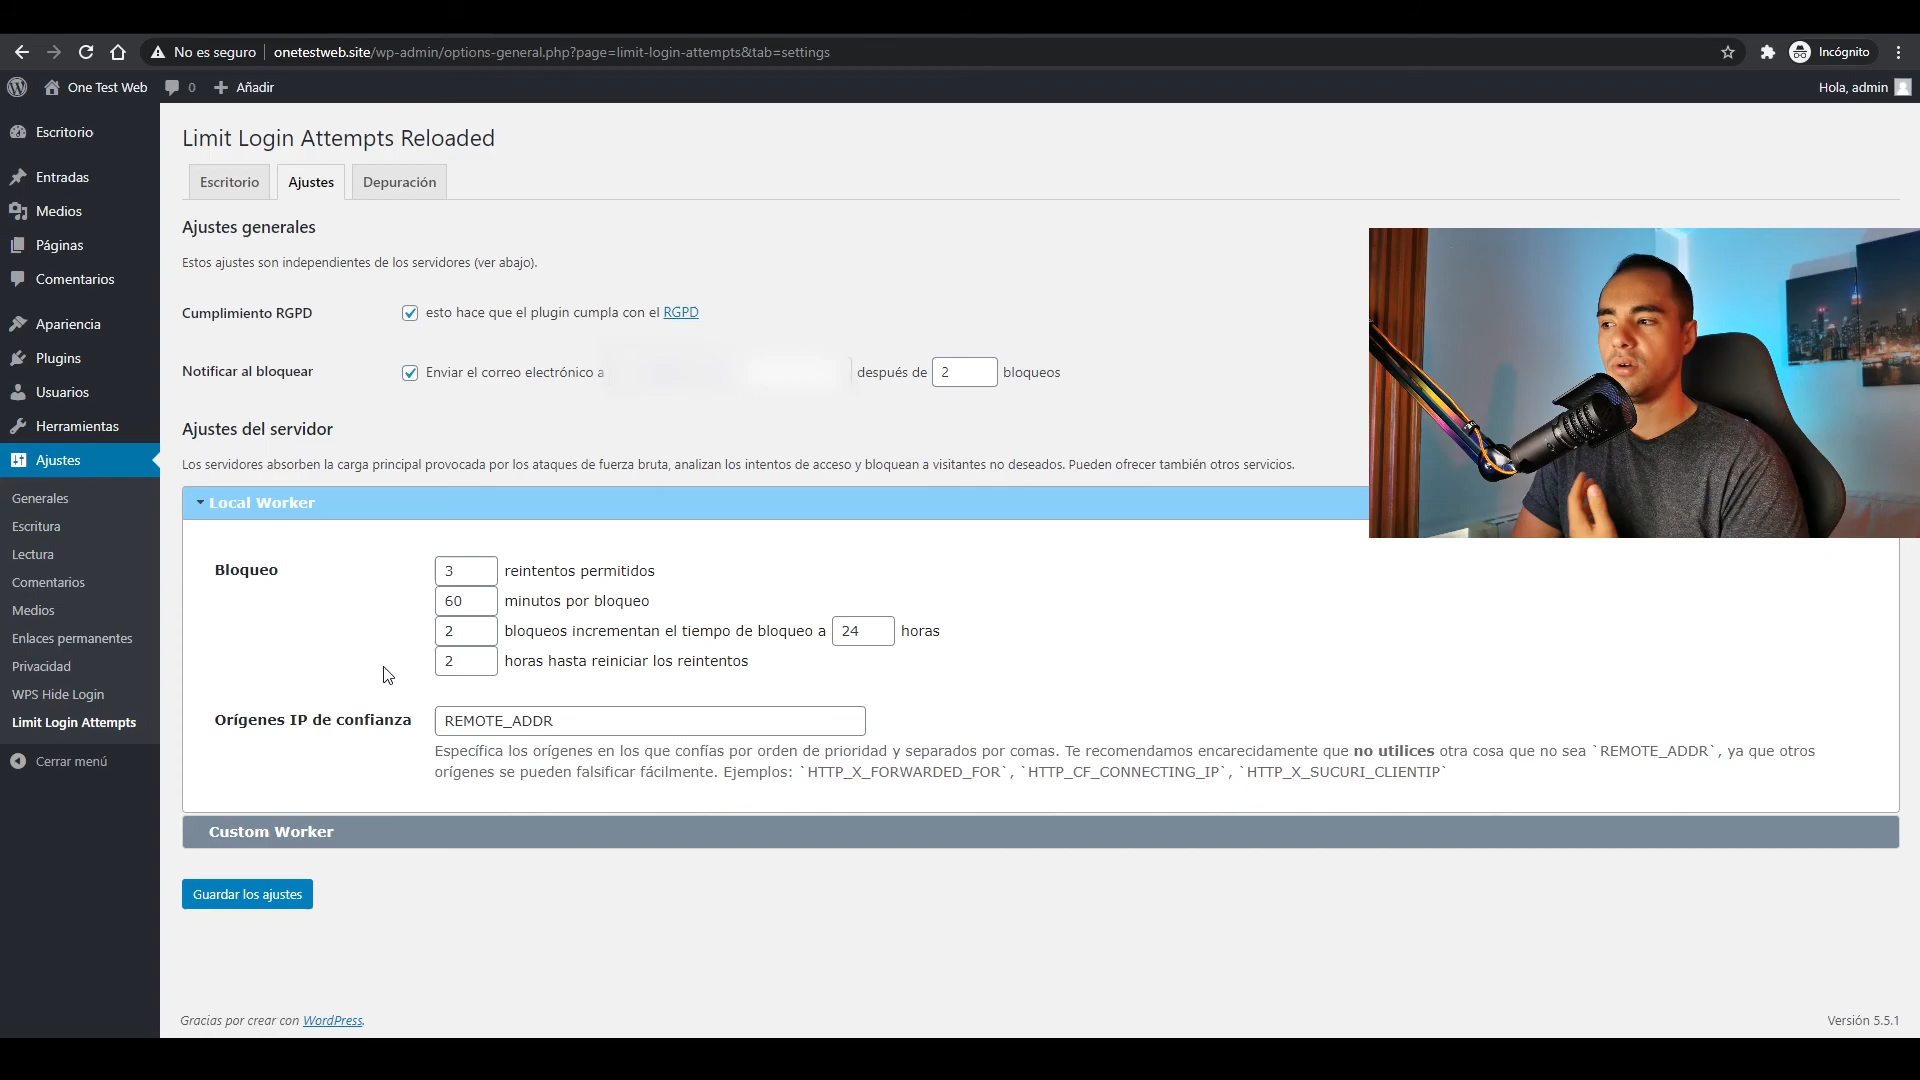 No es seguro onetestweb.site/wp-admin/options-general.php?page=limit-login-attempts&tab=settings Incógnito
One Test Web 0 Añadir Hola, admin
Escritorio
Entradas
Medios
Páginas
Comentarios
Apariencia
Plugins
Usuarios
Herramientas
Ajustes
Generales
Escritura
Lectura
Comentarios
Medios
Enlaces permanentes
Privacidad
WPS Hide Login
Limit Login Attempts
Cerrar menú
Limit Login Attempts Reloaded
Escritorio Ajustes Depuración
Ajustes generales
Estos ajustes son independientes de los servidores (ver abajo).
Cumplimiento RGPD esto hace que el plugin cumpla con el RGPD
Notificar al bloquear Enviar el correo electrónico a después de 2 bloqueos
Ajustes del servidor
Los servidores absorben la carga principal provocada por los ataques de fuerza bruta, analizan los intentos de acceso y bloquean a visitantes no deseados. Pueden ofrecer también otros servicios.
Local Worker
Bloqueo 3 reintentos permitidos
60 minutos por bloqueo
2 bloqueos incrementan el tiempo de bloqueo a 24 horas
2 horas hasta reiniciar los reintentos
Orígenes IP de confianza REMOTE_ADDR
Específica los orígenes en los que confías por orden de prioridad y separados por comas. Te recomendamos encarecidamente que no utilices otra cosa que no sea `REMOTE_ADDR`, ya que otros
orígenes se pueden falsificar fácilmente. Ejemplos: `HTTP_X_FORWARDED_FOR`, `HTTP_CF_CONNECTING_IP`, `HTTP_X_SUCURI_CLIENTIP`
Custom Worker
Guardar los ajustes
Gracias por crear con WordPress.
Versión 5.5.1